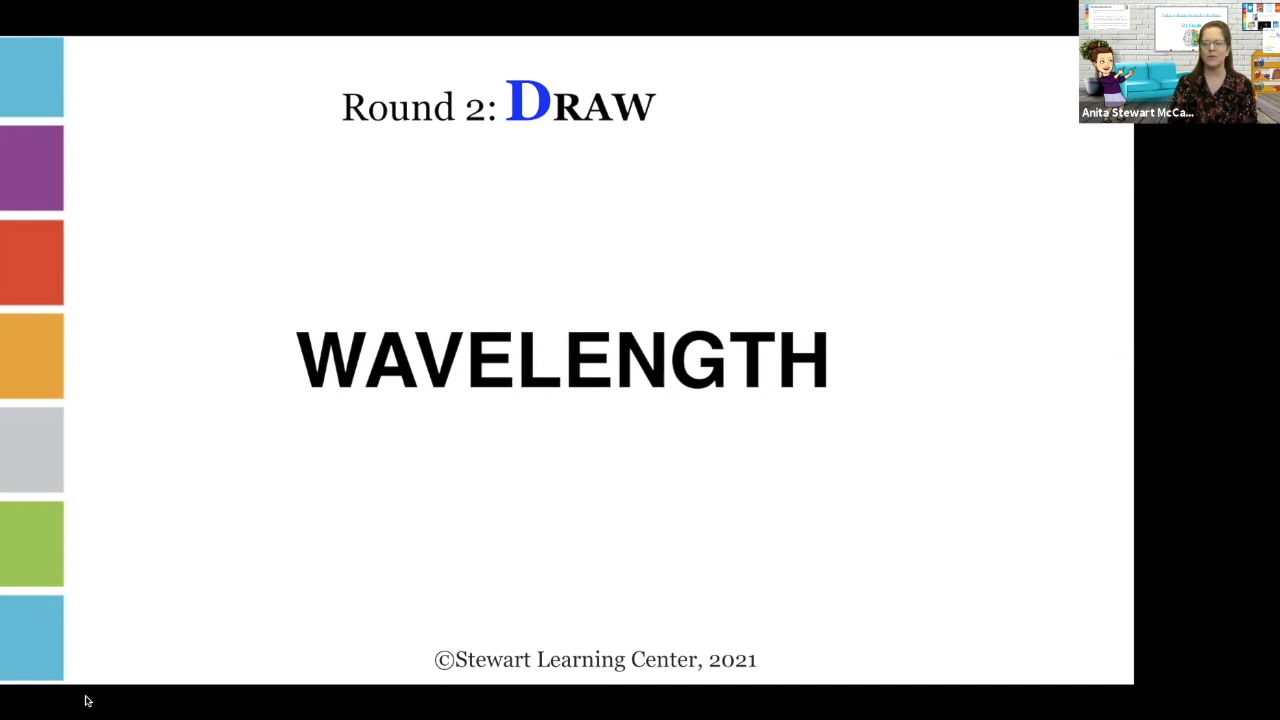 Round 2: DRAW
WAVELENGTH
©Stewart Learning Center, 2021
Anita Stewart McCa...